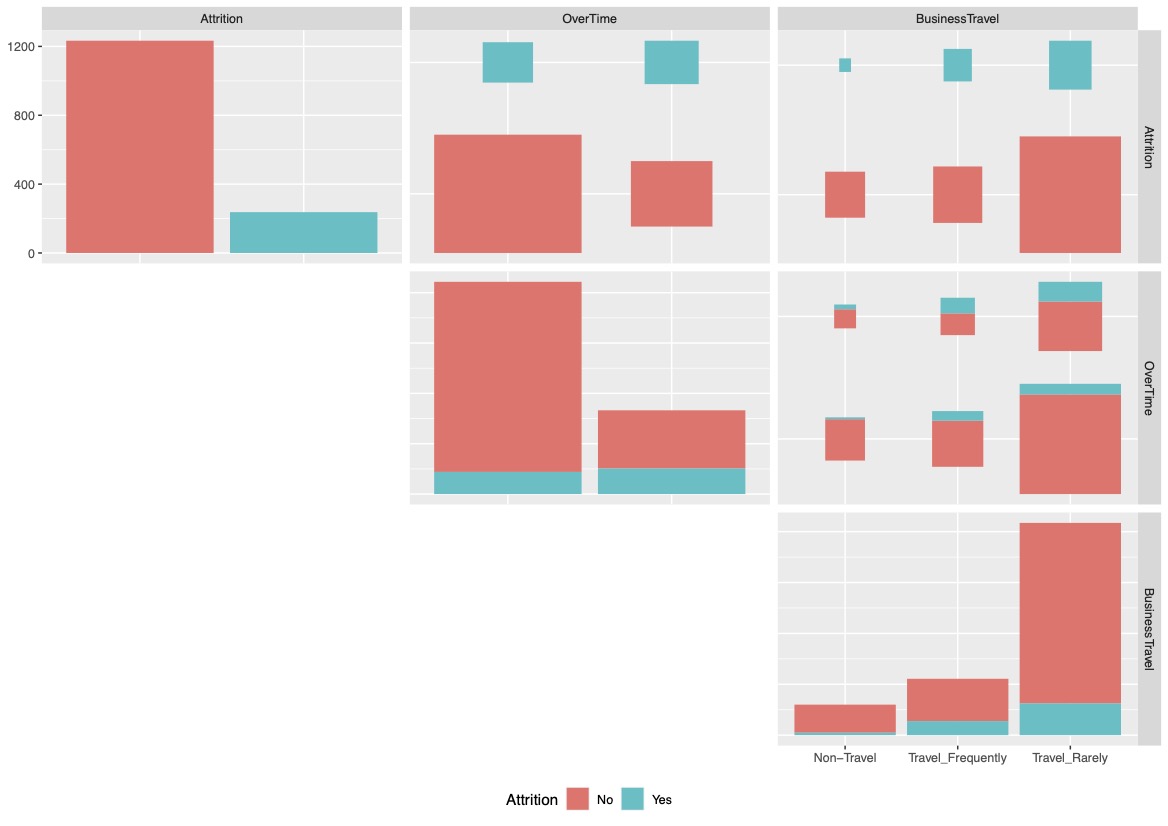 Attrition
OverTime
BusinessTravel
1200
800
400
0
Attrition
OverTime
BusinessTravel
Non−Travel
Travel_Frequently
Travel_Rarely
Attrition No Yes